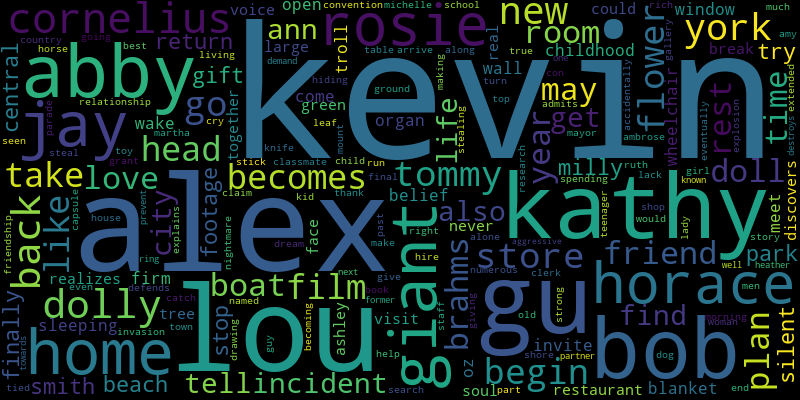 kevin
alex
lou
kathy
gu
bob
giant
abby
jay
rosie
horace
home
cornelius
dolly
york
new
room
flower
rest
time
try
go
gift
ann
return
central
open
convention
michelle
school
voice
large
troll
table
arrive
along
real
true
could
window
rich
much
amy
country
going
horse
best
living
relationship
head
wake
together
green
come
wall
childhood
top
turn
one
con
break
gallery
extended
wheelchair
accidentally
explosion
may
get
year
life
organ
leaf
mount
ground
making
stealing
admits
mayor
ambrose
destroys
martha
cry
toy
steal
parade
seen
take
love
becomes
tommy
milly
ruth
doll
discovers
meet
girl
known
lack
spending
research
classmate
stick
knife
child
run
final
belief
also
never
store
friend
park
story
shop
would
lady
teenager
back
like
city
footage
claim
kid
thank
face
past
dream
nightmare
house
explains
prevent
capsule
friendship
realizes
firm
ring
boat
film
make
right
alone
aggressive
numerous
hire
clerk
brahms
find
plan
silent
well
heather
men
morning
woman
finally
even
defends
catch
sleeping
invasion
tree
town
stop
named
next
give
book
former
staff
visit
ashley
becoming
drawing
guy
help
giving
old
strong
invite
oz
shore
partner
dog
begin
smith
beach
tell
incident
tied
towards
search
soul
part
restaurant
blanket
end
demand
hiding